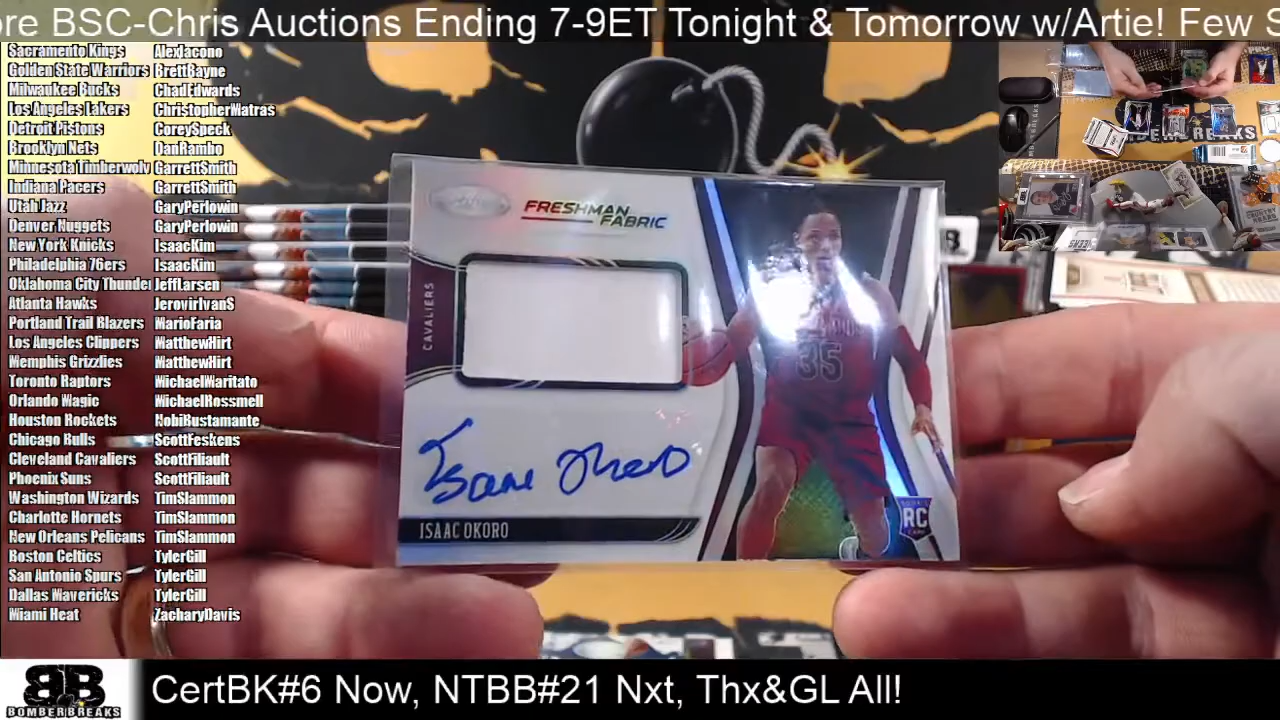 ore BSC-Chris Auctions Ending 7-9ET Tonight & Tomorrow w/Artie! Few S
Sacramento Kings AlexIacono
Golden State Warriors BrettBayne
Milwaukee Bucks ChadEdwards
Los Angeles Lakers ChristopherMatras
Detroit Pistons CoreySpeck
Brooklyn Nets DanRambo
Minnesota Timberwolv GarrettSmith
Indiana Pacers GarrettSmith
Utah Jazz GaryPerlowin
Denver Nuggets GaryPerlowin
New York Knicks IsaacKim
Philadelphia 76ers IsaacKim
Oklahoma City Thunder JeffLarsen
Atlanta Hawks JerovirIvanS
Portland Trail Blazers MarioFaria
Los Angeles Clippers MatthewHirt
Memphis Grizzlies MatthewHirt
Toronto Raptors MichaelMaritato
Orlando Magic MichaelRossmell
Houston Rockets NobiBustamante
Chicago Bulls ScottFeskens
Cleveland Cavaliers ScottFiliault
Phoenix Suns ScottFiliault
Washington Wizards TimSlammon
Charlotte Hornets TimSlammon
New Orleans Pelicans TimSlammon
Boston Celtics TylerGill
San Antonio Spurs TylerGill
Dallas Mavericks TylerGill
Miami Heat ZacharyDavis
FRESHMAN
FABRIC
CAVALIERS
35
Isaac Okoro
ISAAC OKORO
RC
BB
BOMBERBREAKS
CertBK#6 Now, NTBB#21 Nxt, Thx&GL All!